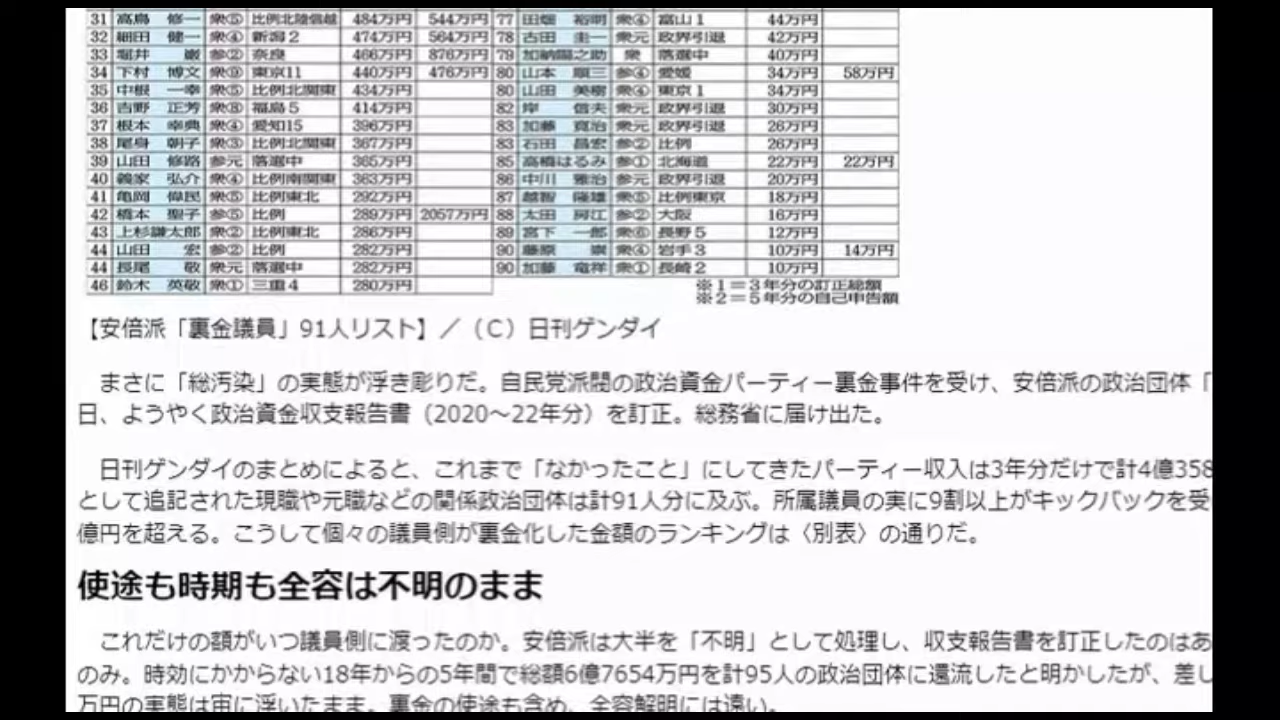 31 高鳥 修一 衆⑤ 比例北陸信越 484万円 544万円 77 田畑 裕明 衆④ 富山1 44万円
32 細田 健一 衆④ 新潟2 474万円 564万円 78 古田 圭一 衆元 政界引退 42万円
33 堀井 巌 参② 奈良 466万円 876万円 79 加納陽之助 衆 落選中 40万円
34 下村 博文 衆⑨ 東京11 440万円 476万円 80 山本 順三 参④ 愛媛 34万円 58万円
35 中根 一幸 衆⑤ 比例北関東 434万円 80 山田 美樹 衆④ 東京1 34万円
36 吉野 正芳 衆⑧ 福島5 414万円 82 岸 信夫 衆元 政界引退 30万円
37 根本 幸典 衆④ 愛知15 396万円 83 加藤 寛治 衆元 政界引退 26万円
38 尾身 朝子 衆③ 比例北関東 367万円 83 石田 昌宏 参② 比例 26万円
39 山田 修路 参元 落選中 365万円 85 高橋はるみ 参① 北海道 22万円 22万円
40 義家 弘介 衆④ 比例南関東 363万円 86 中川 雅治 参元 政界引退 20万円
41 亀岡 偉民 衆⑤ 比例東北 292万円 87 越智 隆雄 衆⑤ 比例東京 18万円
42 橋本 聖子 参⑤ 比例 289万円 2057万円 88 太田 房江 参② 大阪 16万円
43 上杉謙太郎 衆② 比例東北 286万円 89 宮下 一郎 衆⑥ 長野5 12万円
44 山田 宏 参② 比例 282万円 90 藤原 崇 衆④ 岩手3 10万円 14万円
44 長尾 敬 衆元 落選中 282万円 90 加藤 竜祥 衆① 長崎2 10万円
46 鈴木 英敬 衆① 三重4 280万円
※1=3年分の訂正総額
※2=5年分の自己申告額
【安倍派「裏金議員」91人リスト】/(C)日刊ゲンダイ
まさに「総汚染」の実態が浮き彫りだ。自民党派閥の政治資金パーティー裏金事件を受け、安倍派の政治団体「
日、ようやく政治資金収支報告書(2020〜22年分)を訂正。総務省に届け出た。
日刊ゲンダイのまとめによると、これまで「なかったこと」にしてきたパーティー収入は3年分だけで計4億358
として追記された現職や元職などの関係政治団体は計91人分に及ぶ。所属議員の実に9割以上がキックバックを受
億円を超える。こうして個々の議員側が裏金化した金額のランキングは〈別表〉の通りだ。
使途も時期も全容は不明のまま
これだけの額がいつ議員側に渡ったのか。安倍派は大半を「不明」として処理し、収支報告書を訂正したのはあ
のみ。時効にかからない18年からの5年間で総額6億7654万円を計95人の政治団体に還流したと明かしたが、差し
万円の実態は宙に浮いたまま。裏金の使途も含め、全容解明には遠い。